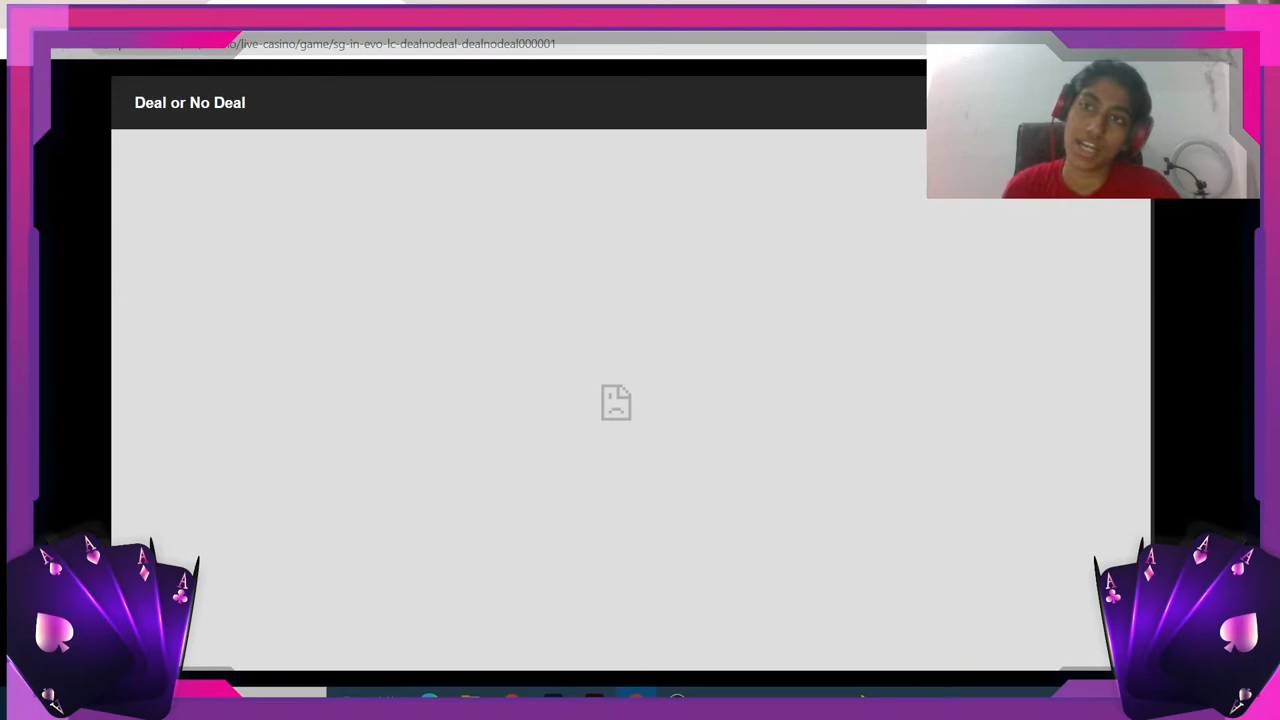 /live-casino/game/sg-in-evo-lc-dealnodeal-dealnodeal000001
Deal or No Deal
A A A A
A A A A
A A